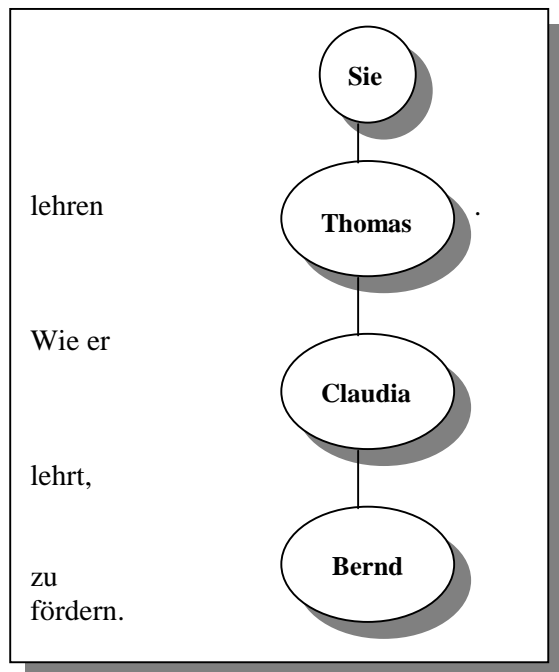 Sie
lehren Thomas .
Wie er
Claudia
lehrt,
Bernd
zu
fördern.